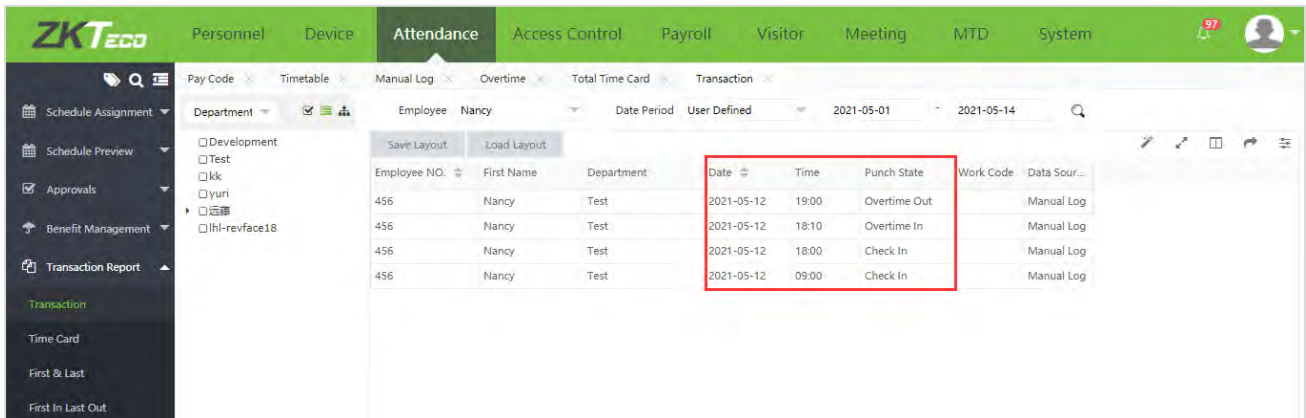 ZKTeco Personnel Device Attendance Access Control Payroll Visitor Meeting MTD System 97
Pay Code Timetable Manual Log Overtime Total Time Card Transaction
Schedule Assignment
Schedule Preview
Approvals
Benefit Management
Transaction Report
Transaction
Time Card
First & Last
First In Last Out
Department
Development
Test
kk
yuri
远藤
lhl-revface18
Employee Nancy Date Period User Defined 2021-05-01 - 2021-05-14
Save Layout Load Layout
Employee NO. First Name Department Date Time Punch State Work Code Data Sour...
456 Nancy Test 2021-05-12 19:00 Overtime Out Manual Log
456 Nancy Test 2021-05-12 18:10 Overtime In Manual Log
456 Nancy Test 2021-05-12 18:00 Check In Manual Log
456 Nancy Test 2021-05-12 09:00 Check In Manual Log